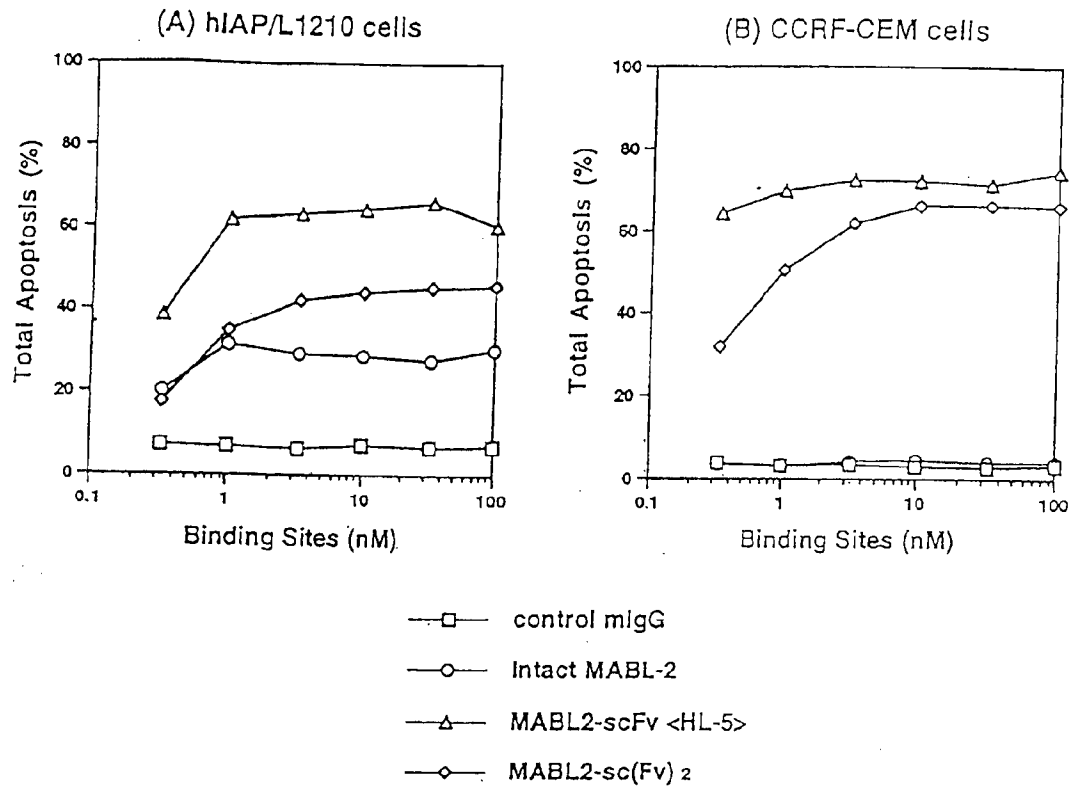 (A) hIAP/L1210 cells
100
80
60
40
20
0
0.1
1
10
100
Total Apoptosis (%)
Binding Sites (nM)
(B) CCRF-CEM cells
100
80
60
40
20
0
0.1
1
10
100
Total Apoptosis (%)
Binding Sites (nM)
control mIgG
Intact MABL-2
MABL2-scFv <HL-5>
MABL2-sc(Fv) 2